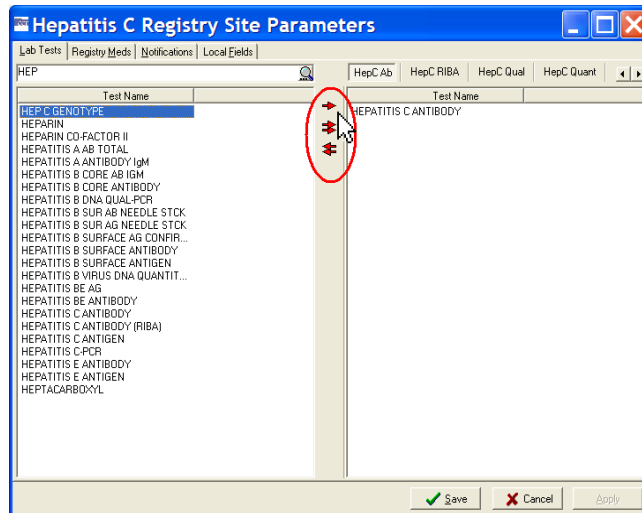 Hepatitis C Registry Site Parameters
Lab Tests Registry Meds Notifications Local Fields
HEP HepC Ab HepC RIBA HepC Qual HepC Quant
Test Name Test Name
HEP C GENOTYPE HEPATITIS C ANTIBODY
HEPARIN
HEPARIN CO-FACTOR II
HEPATITIS A AB TOTAL
HEPATITIS A ANTIBODY IgM
HEPATITIS B CORE AB IGM
HEPATITIS B CORE ANTIBODY
HEPATITIS B DNA QUAL-PCR
HEPATITIS B SUR AB NEEDLE STCK
HEPATITIS B SUR AG NEEDLE STCK
HEPATITIS B SURFACE AG CONFIR...
HEPATITIS B SURFACE ANTIBODY
HEPATITIS B SURFACE ANTIGEN
HEPATITIS B VIRUS DNA QUANTIT...
HEPATITIS BE AG
HEPATITIS BE ANTIBODY
HEPATITIS C ANTIBODY
HEPATITIS C ANTIBODY (RIBA)
HEPATITIS C ANTIGEN
HEPATITIS C-PCR
HEPATITIS E ANTIBODY
HEPATITIS E ANTIGEN
HEPTACARBOXYL
Save Cancel Apply